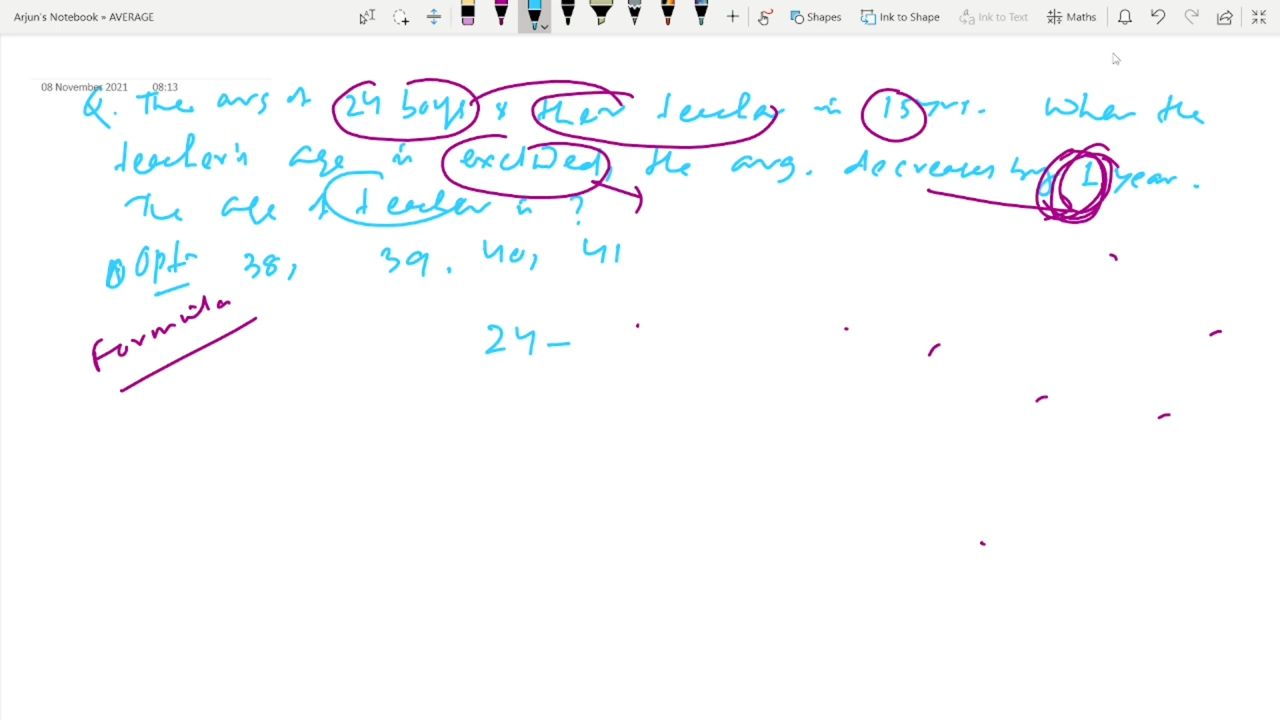 Arjun's Notebook » AVERAGE
Shapes Ink to Shape Ink to Text Maths
08 November 2021 08:13
Q. The avg of 24 boys & their teacher is 15 yrs. When the
teacher's age is excluded, the avg. decreases by 1 year.
The age of teacher is ?
Opt- 38, 39, 40, 41
Formula
24 -